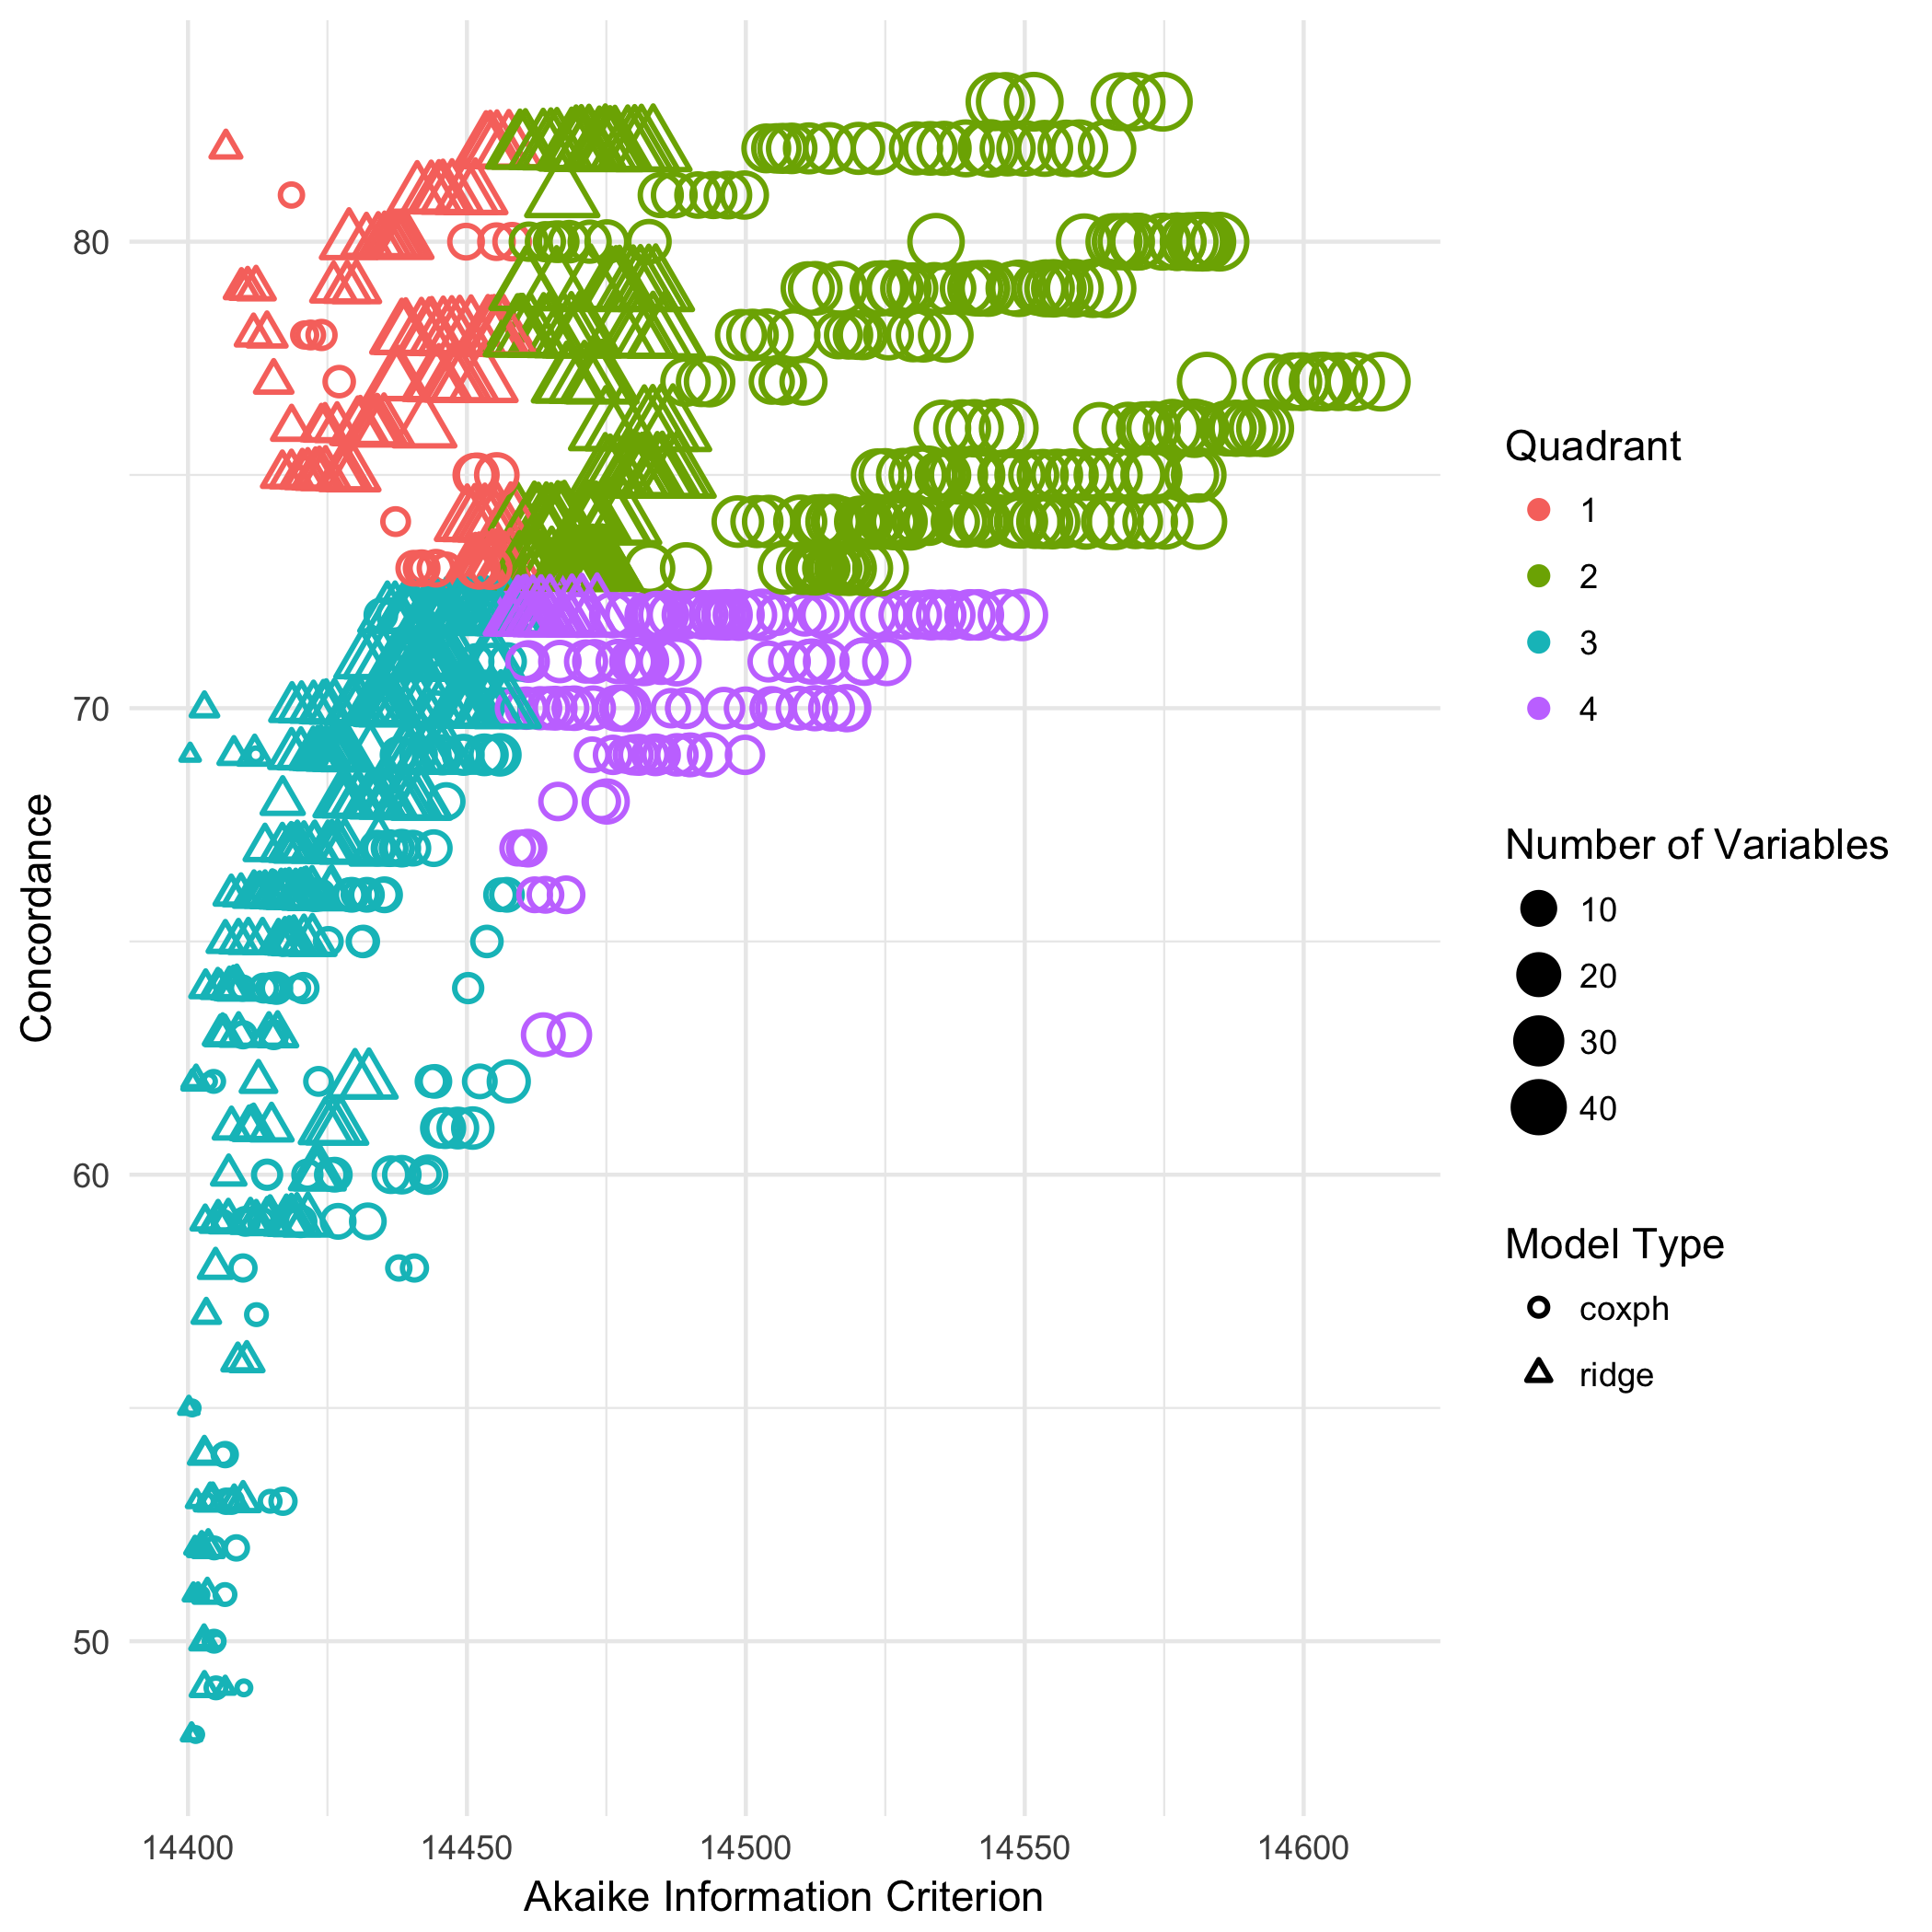 80
70
60
50
Concordance
14400
14450
14500
14550
14600
Akaike Information Criterion
Quadrant
1
2
3
4
Number of Variables
10
20
30
40
Model Type
coxph
ridge